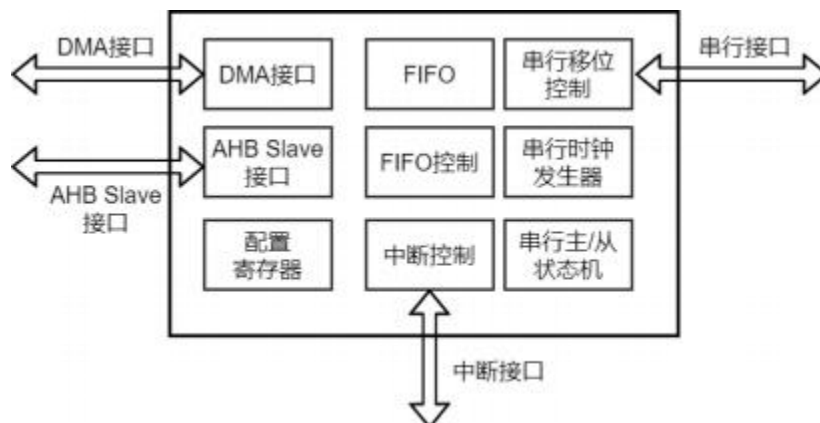 DMA接口
串行接口
DMA接口
FIFO
串行移位
控制
AHB Slave
接口
FIFO控制
串行时钟
发生器
AHB Slave
接口
配置
寄存器
中断控制
串行主/从
状态机
中断接口